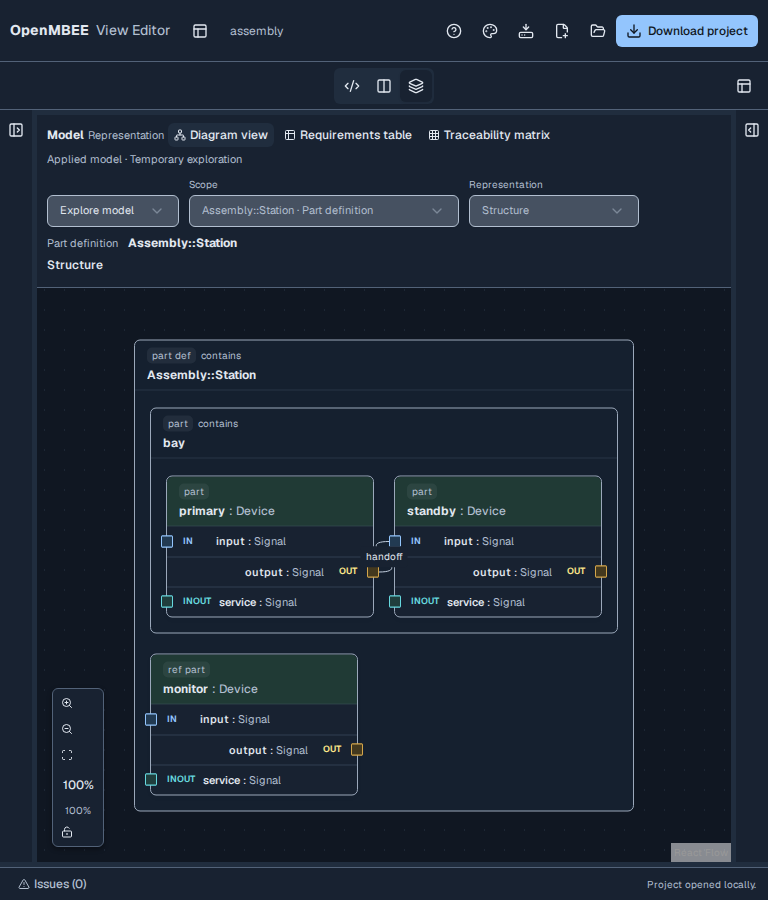 OpenMBEE View Editor assembly Download project
Model Representation Diagram view Requirements table Traceability matrix
Applied model · Temporary exploration
Scope Representation
Explore model Assembly::Station · Part definition Structure
Part definition Assembly::Station
Structure
part def contains
Assembly::Station
part contains
bay
part
primary : Device
IN input : Signal
output : Signal OUT
INOUT service : Signal
handoff
part
standby : Device
IN input : Signal
output : Signal OUT
INOUT service : Signal
ref part
monitor : Device
IN input : Signal
output : Signal OUT
INOUT service : Signal
100%
100%
React Flow
Issues (0) Project opened locally.